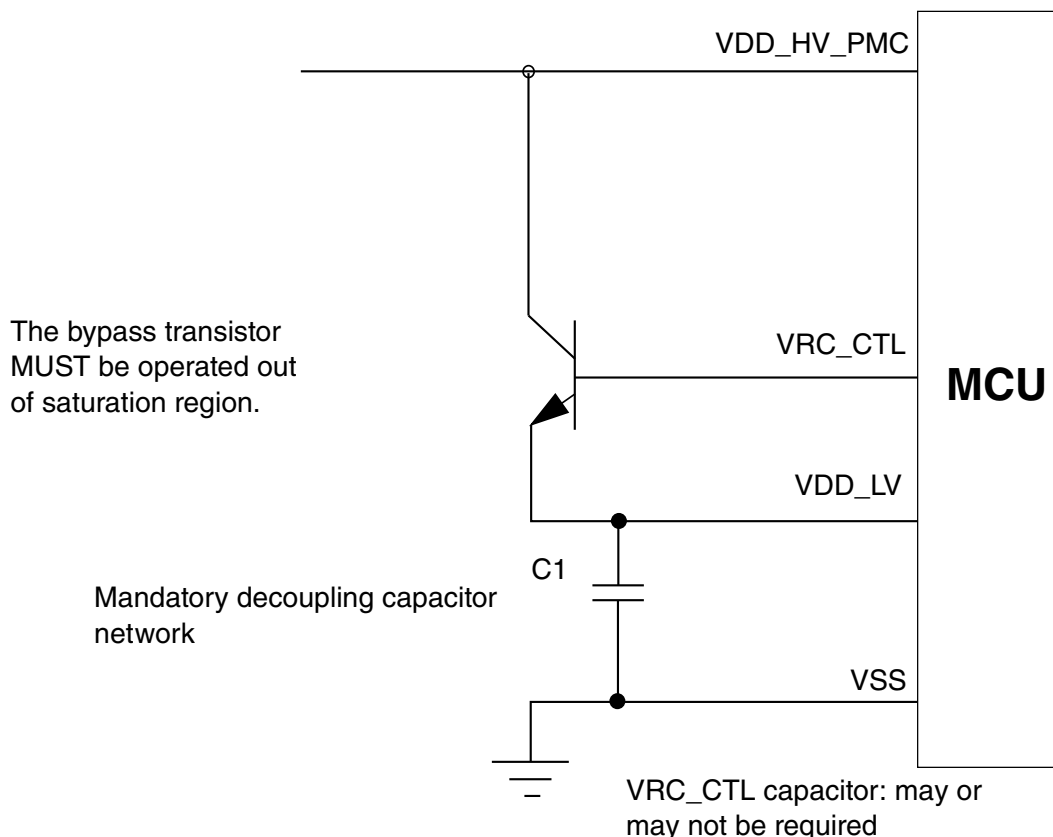 VDD_HV_PMC
The bypass transistor
MUST be operated out
of saturation region.
VRC_CTL
MCU
VDD_LV
C1
Mandatory decoupling capacitor
network
VSS
VRC_CTL capacitor: may or
may not be required